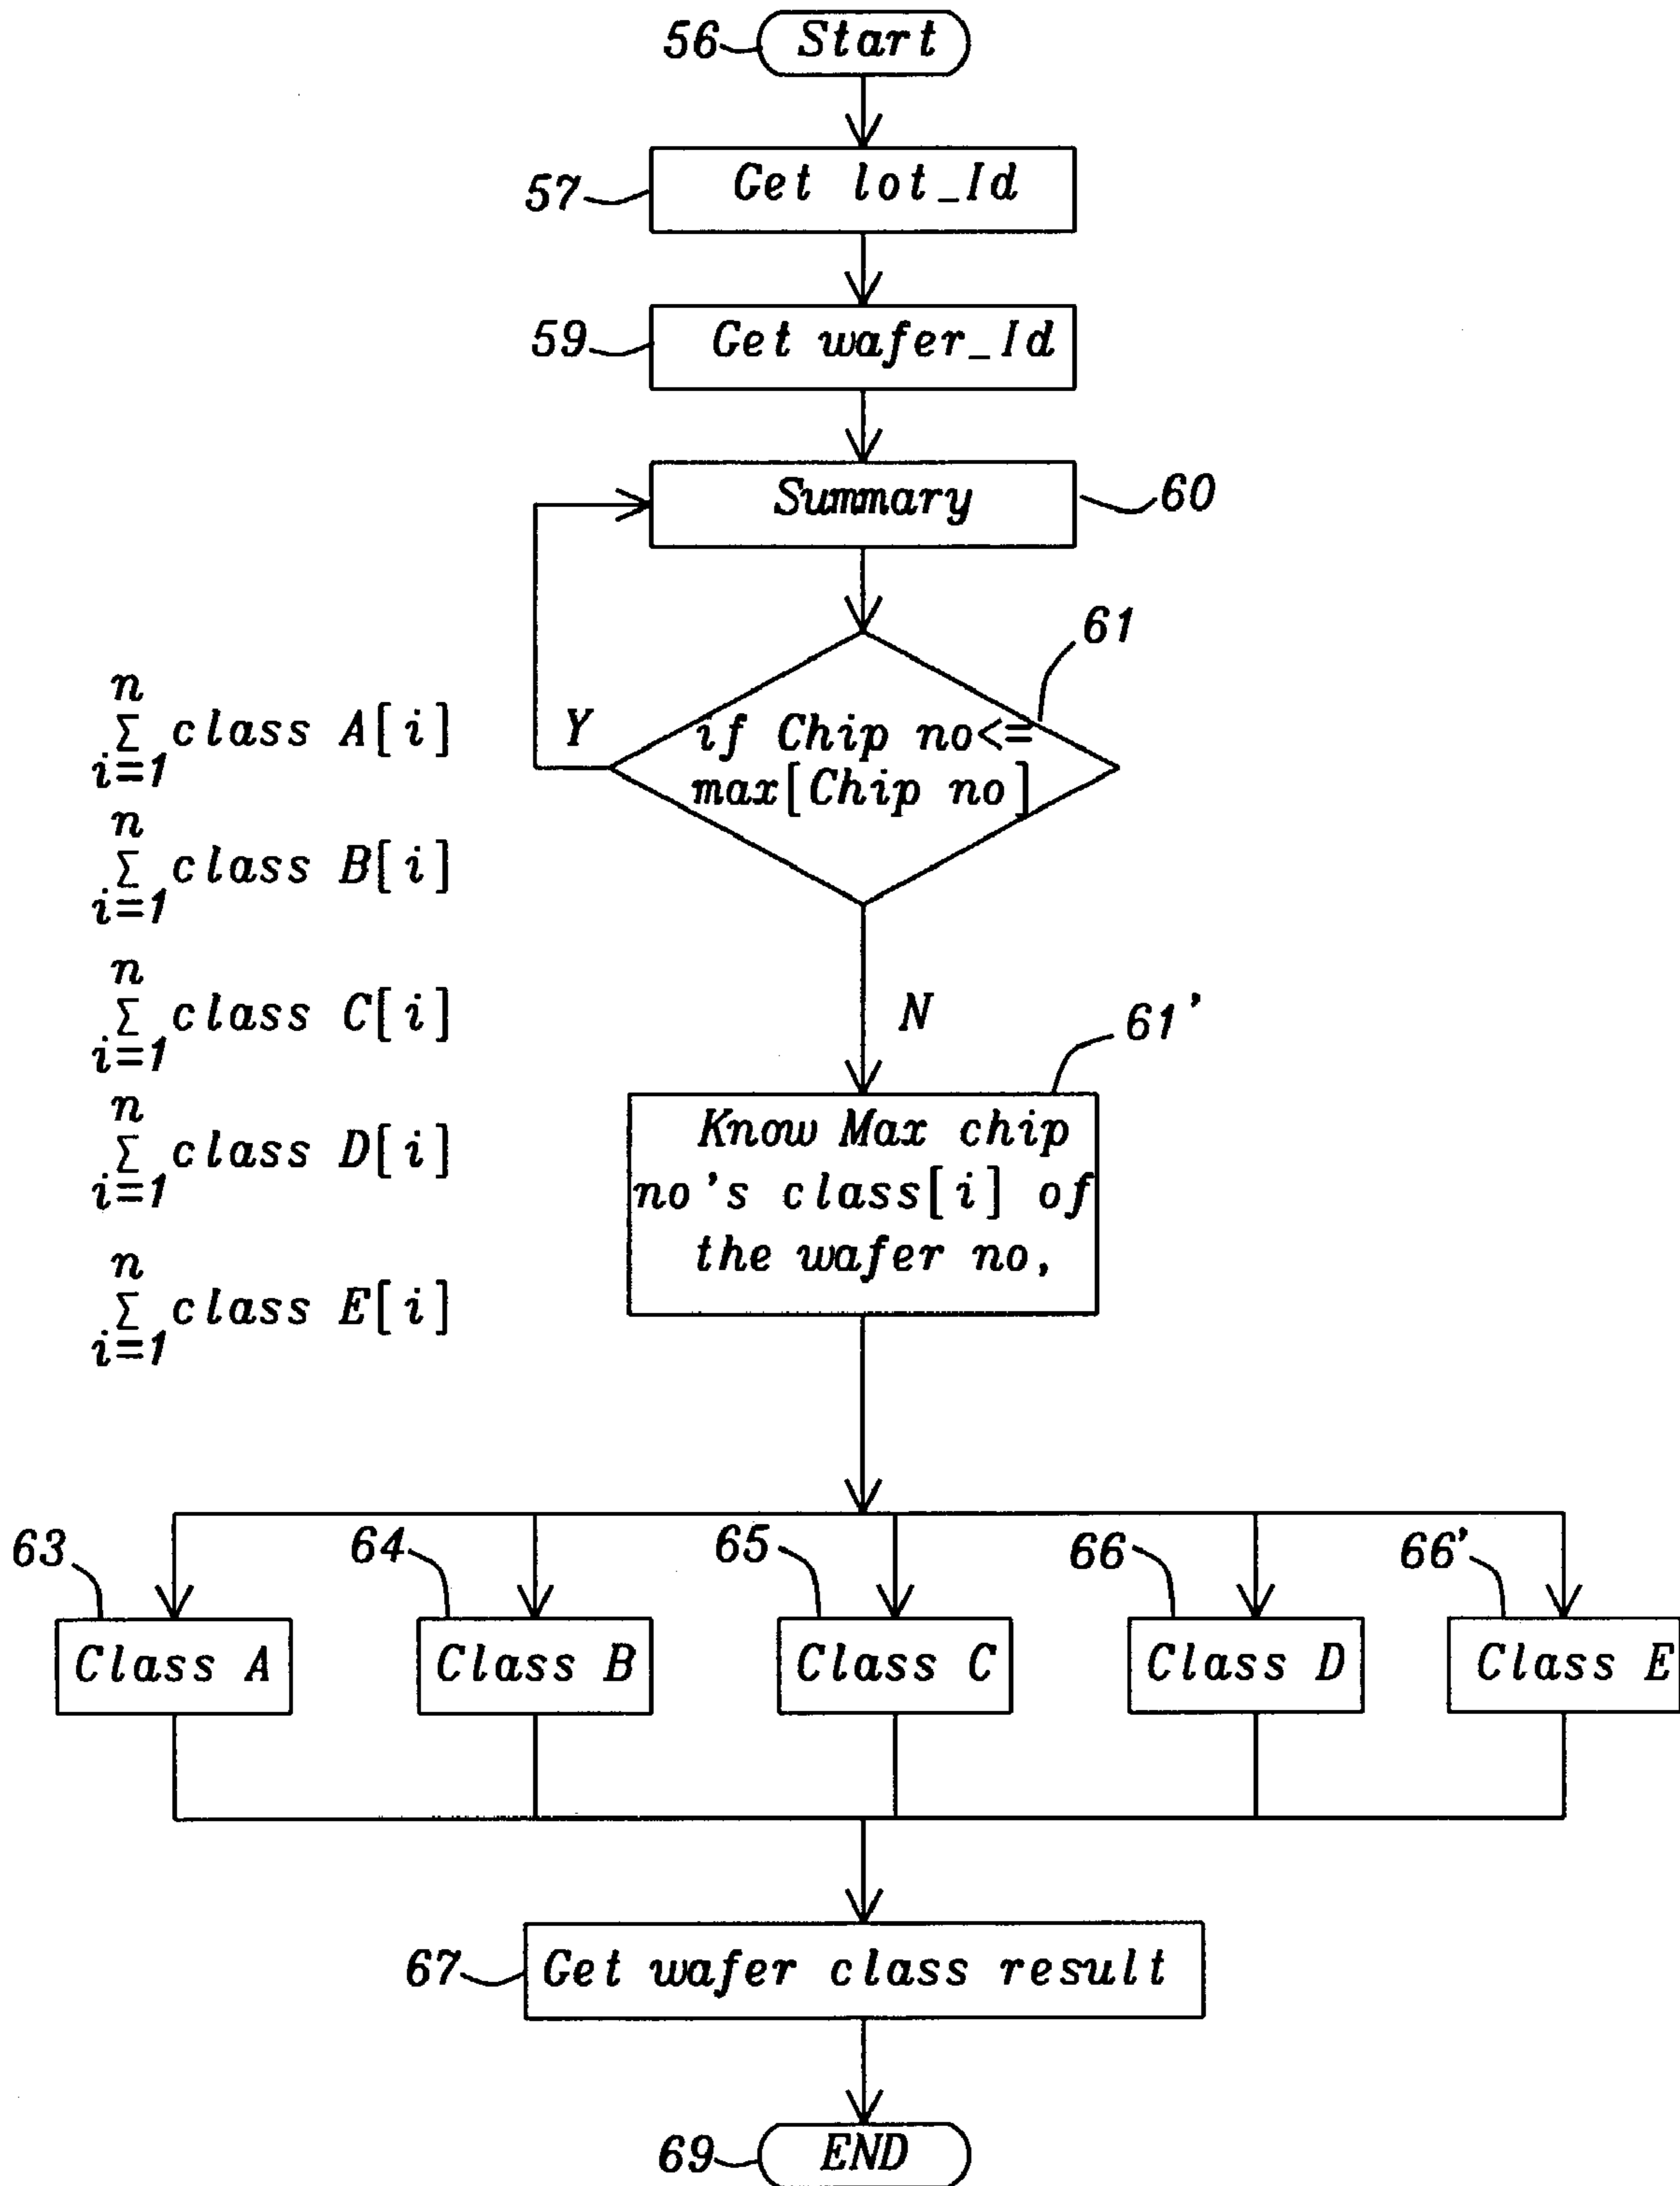 56 Start
57 Get lot_Id
59 Get wafer_Id
Summary 60
61
if Chip no<=
max[Chip no]
Y
N
n
Σ class A[i]
i=1
n
Σ class B[i]
i=1
n
Σ class C[i]
i=1
n
Σ class D[i]
i=1
n
Σ class E[i]
i=1
61'
Know Max chip
no's class[i] of
the wafer no,
63 64 65 66 66'
Class A Class B Class C Class D Class E
67 Get wafer class result
69 END